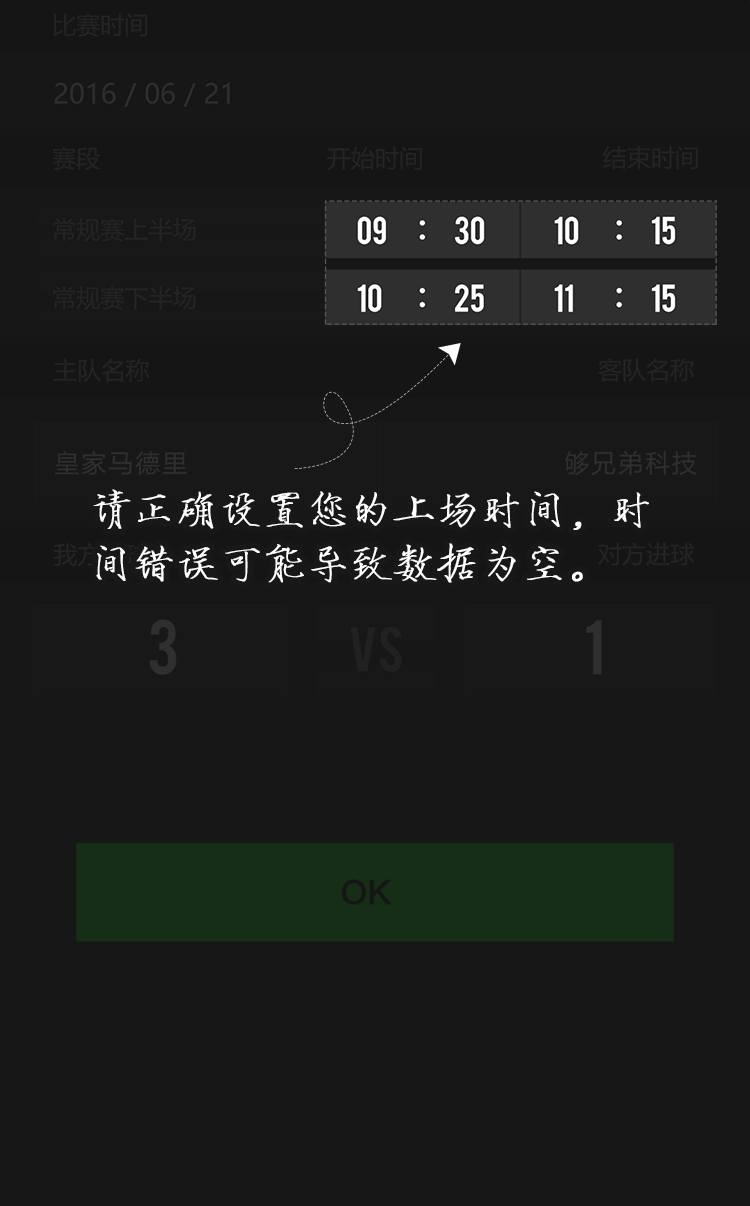 比赛时间
2016 / 06 / 21
赛段 开始时间 结束时间
常规赛上半场 09 : 30 10 : 15
常规赛下半场 10 : 25 11 : 15
主队名称 客队名称
皇家马德里 够兄弟科技
请正确设置您的上场时间，时
间错误可能导致数据为空。
我方 对方进球
3 VS 1
OK